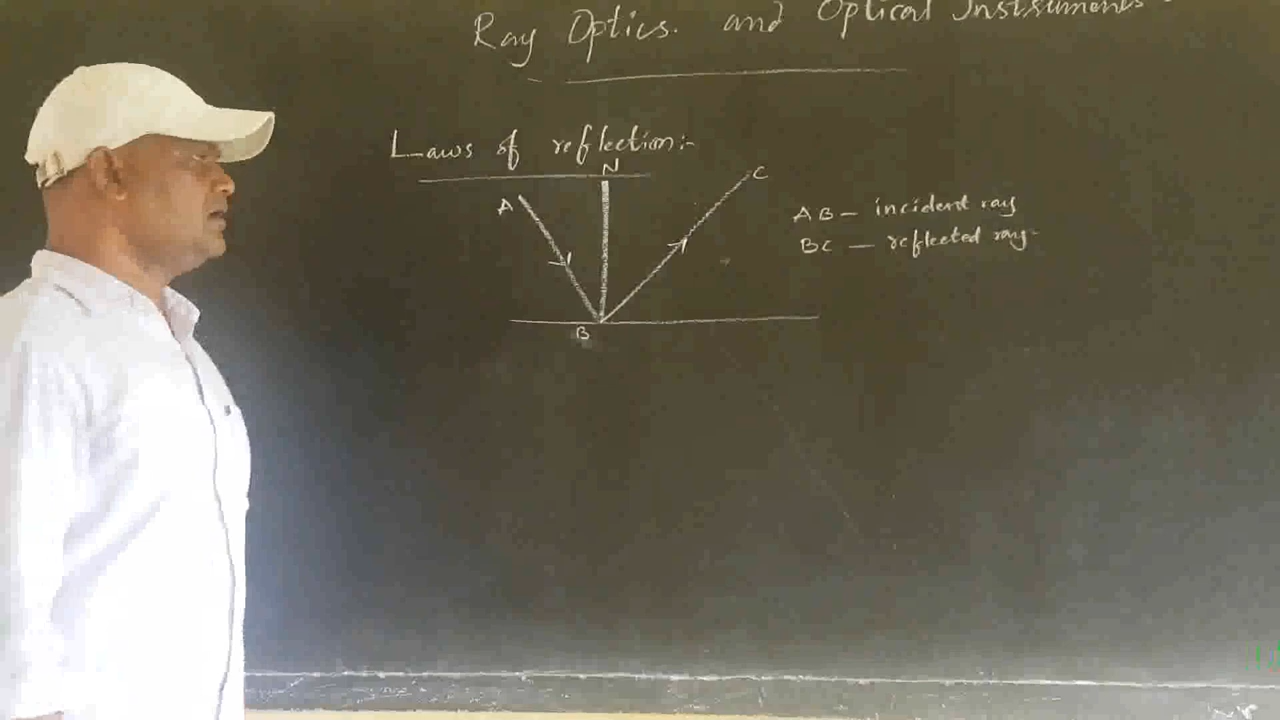 Ray Optics. and Optical Instruments
Laws of reflection:-
N
A
C
B
AB - incident ray
BC - reflected ray